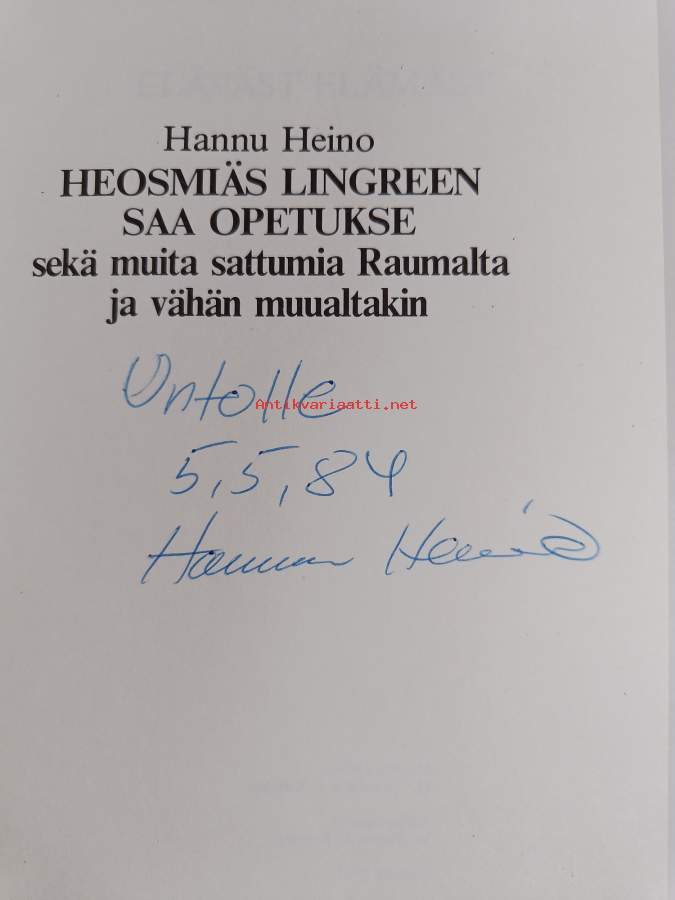 Hannu Heino
HEOSMIÄS LINGREEN
SAA OPETUKSE
sekä muita sattumia Raumalta
ja vähän muualtakin
Untolle
Antikvariaatti.net
5,5,84
Hannu Heino